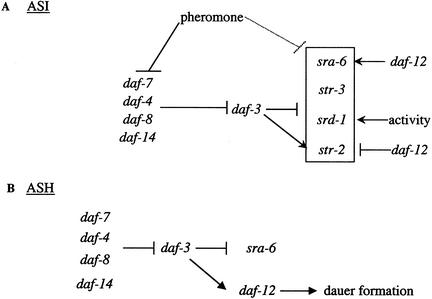 A ASI
pheromone
daf-7
daf-4
daf-8
daf-14
daf-3
sra-6
daf-12
str-3
srd-1
activity
str-2
daf-12
B ASH
daf-7
daf-4
daf-8
daf-14
daf-3
sra-6
daf-12
dauer formation